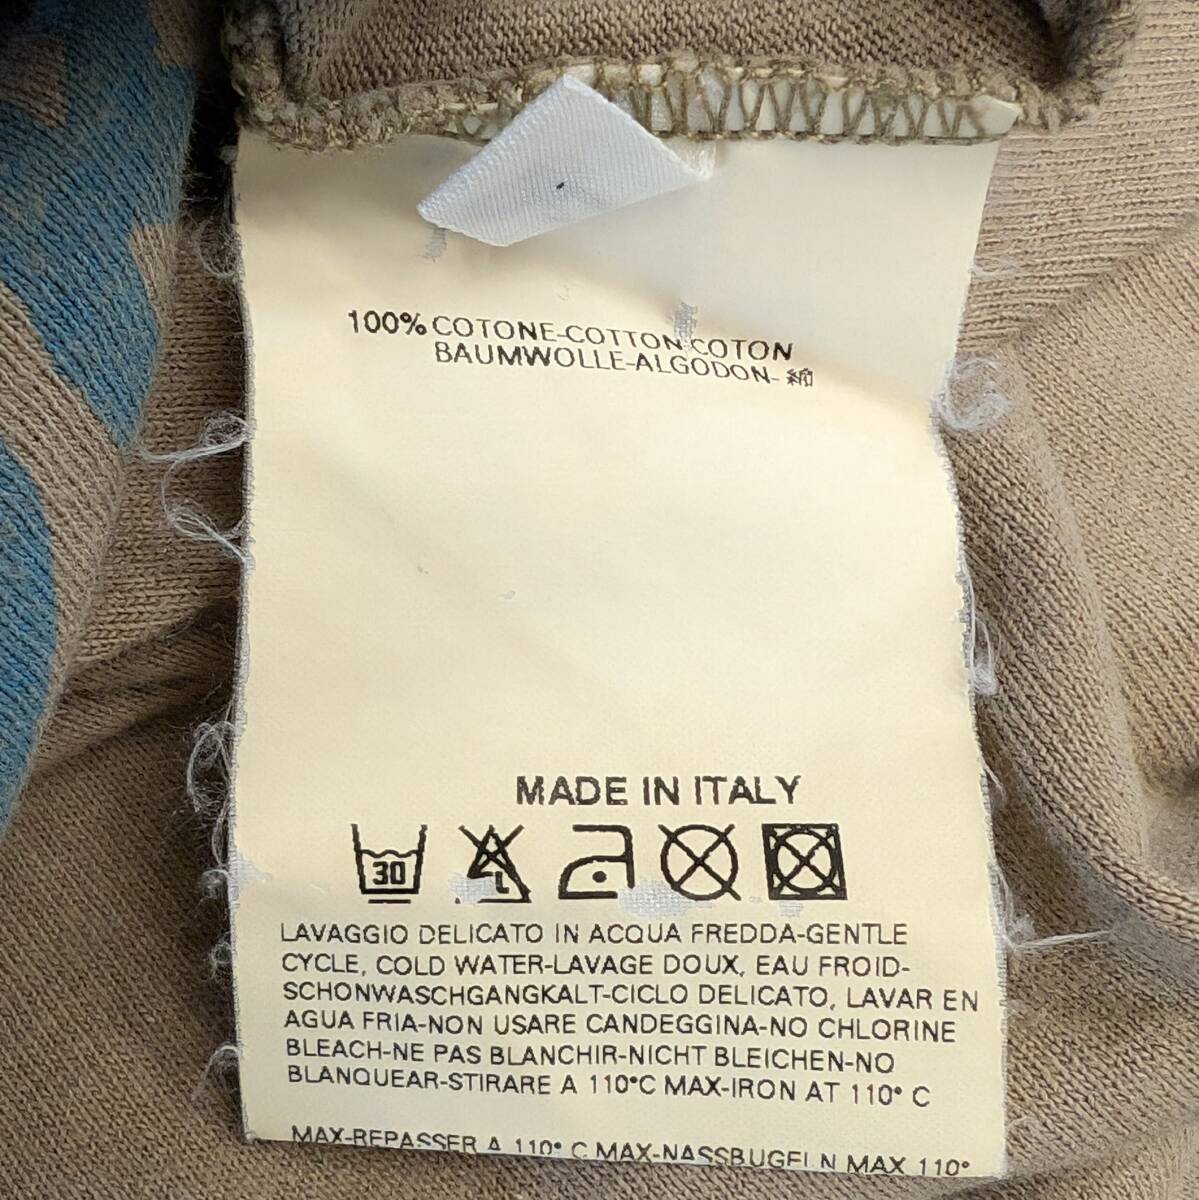 100% COTONE-COTTON-COTON
BAUMWOLLE-ALGODON- 綿
MADE IN ITALY
30
LAVAGGIO DELICATO IN ACQUA FREDDA-GENTLE
CYCLE, COLD WATER-LAVAGE DOUX, EAU FROID-
SCHONWASCHGANGKALT-CICLO DELICATO, LAVAR EN
AGUA FRIA-NON USARE CANDEGGINA-NO CHLORINE
BLEACH-NE PAS BLANCHIR-NICHT BLEICHEN-NO
BLANQUEAR-STIRARE A 110°C MAX-IRON AT 110° C
MAX-REPASSER A 110° C MAX-NASSBUGELN MAX 110°